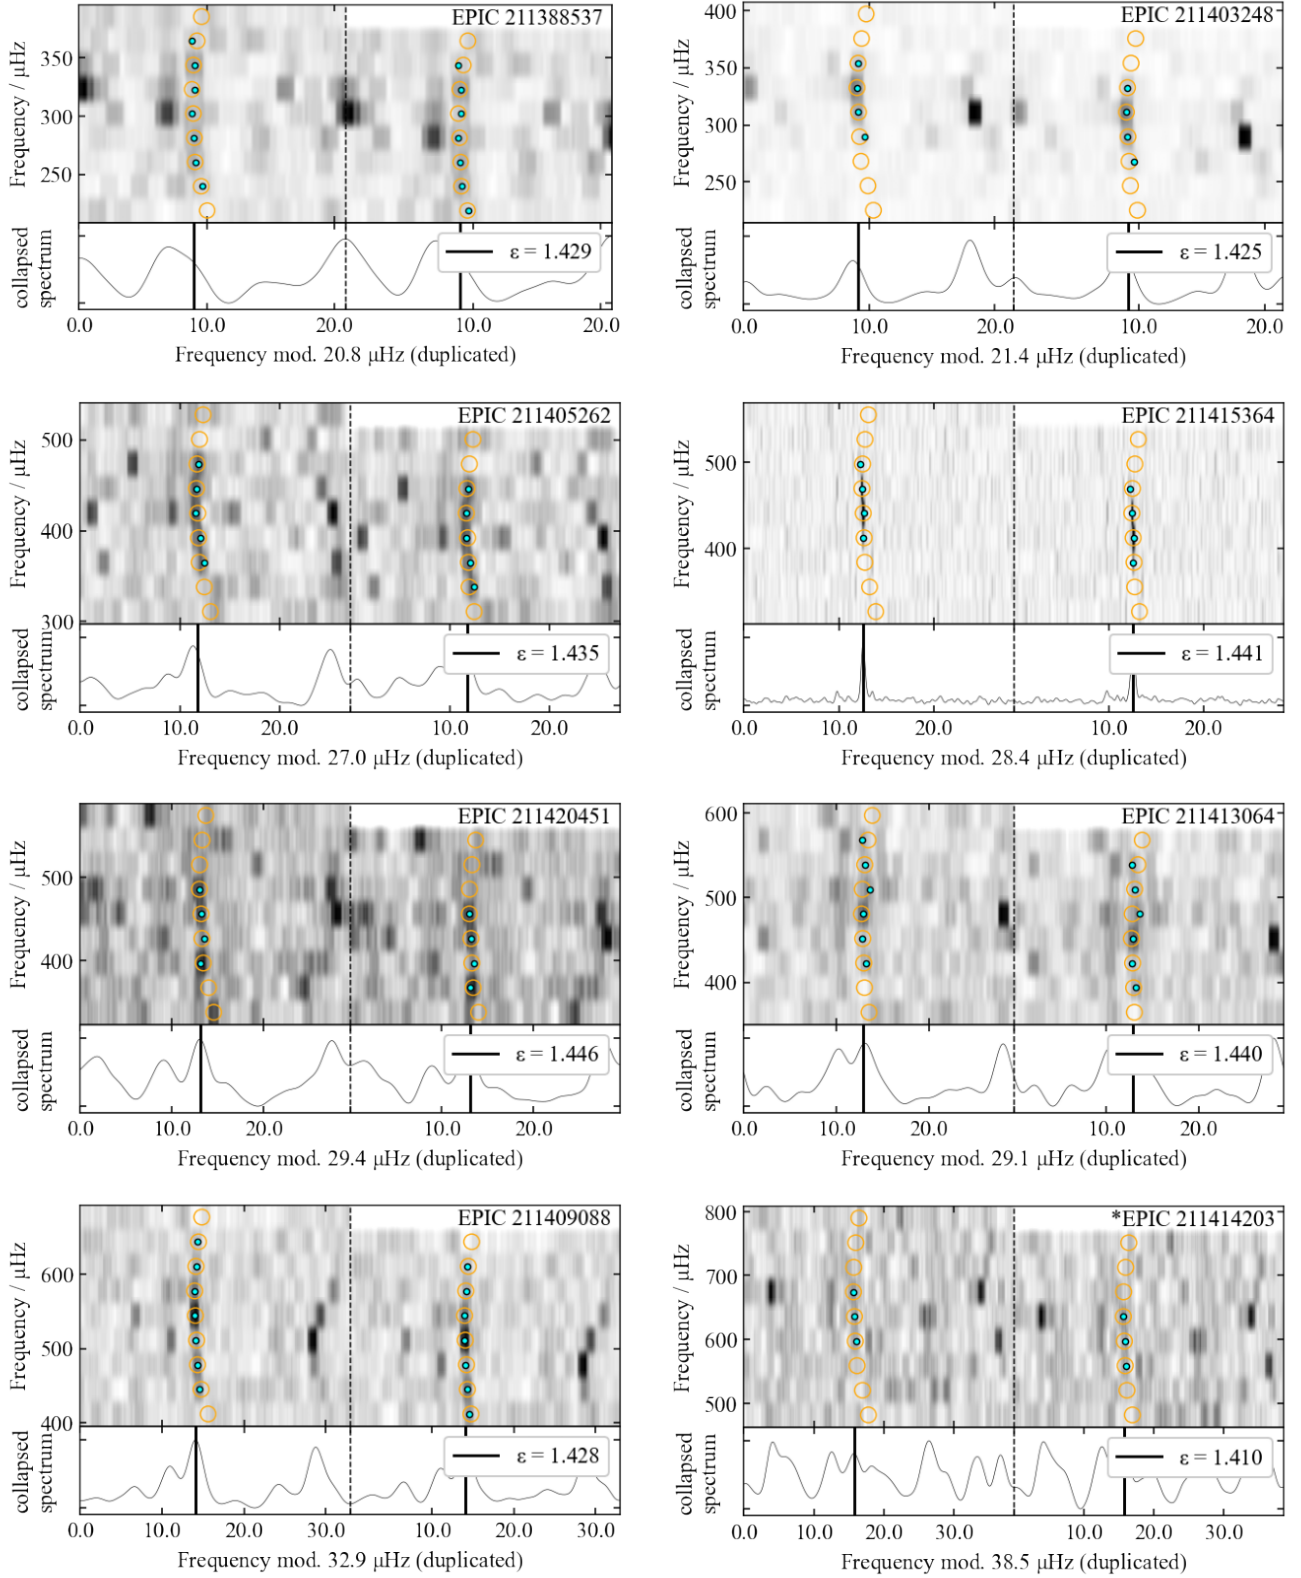 EPIC 211388537
Frequency / μHz
350
300
250
collapsed
spectrum
ε = 1.429
0.0 10.0 20.0 10.0 20.0
Frequency mod. 20.8 μHz (duplicated)
EPIC 211403248
Frequency / μHz
400
350
300
250
collapsed
spectrum
ε = 1.425
0.0 10.0 20.0 10.0 20.0
Frequency mod. 21.4 μHz (duplicated)
EPIC 211405262
Frequency / μHz
500
400
300
collapsed
spectrum
ε = 1.435
0.0 10.0 20.0 10.0 20.0
Frequency mod. 27.0 μHz (duplicated)
EPIC 211415364
Frequency / μHz
500
400
collapsed
spectrum
ε = 1.441
0.0 10.0 20.0 10.0 20.0
Frequency mod. 28.4 μHz (duplicated)
EPIC 211420451
Frequency / μHz
500
400
collapsed
spectrum
ε = 1.446
0.0 10.0 20.0 10.0 20.0
Frequency mod. 29.4 μHz (duplicated)
EPIC 211413064
Frequency / μHz
600
500
400
collapsed
spectrum
ε = 1.440
0.0 10.0 20.0 10.0 20.0
Frequency mod. 29.1 μHz (duplicated)
EPIC 211409088
Frequency / μHz
600
500
400
collapsed
spectrum
ε = 1.428
0.0 10.0 20.0 30.0 10.0 20.0 30.0
Frequency mod. 32.9 μHz (duplicated)
*EPIC 211414203
Frequency / μHz
800
700
600
500
collapsed
spectrum
ε = 1.410
0.0 10.0 20.0 30.0 10.0 20.0 30.0
Frequency mod. 38.5 μHz (duplicated)